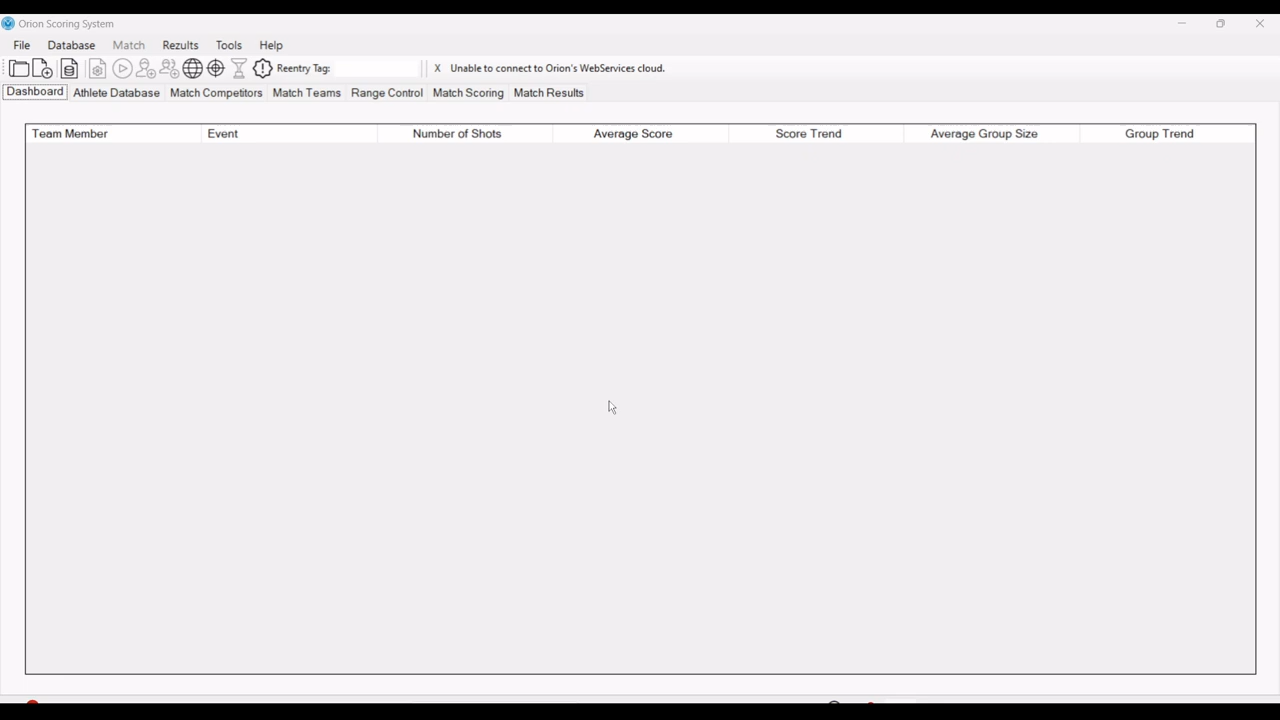 Orion Scoring System
File Database Match Rezults Tools Help
Reentry Tag: X Unable to connect to Orion's WebServices cloud.
Dashboard Athlete Database Match Competitors Match Teams Range Control Match Scoring Match Results
Team Member Event Number of Shots Average Score Score Trend Average Group Size Group Trend